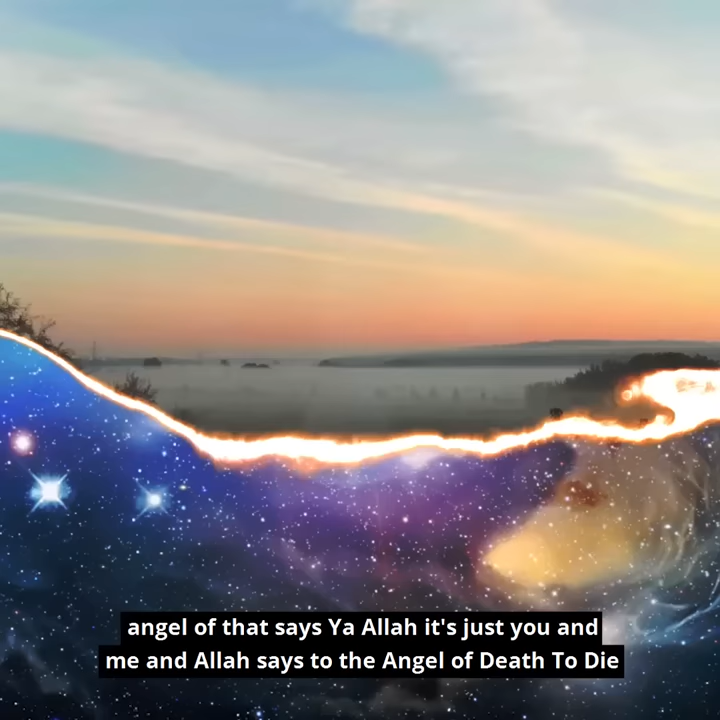 angel of that says Ya Allah it's just you and
me and Allah says to the Angel of Death To Die